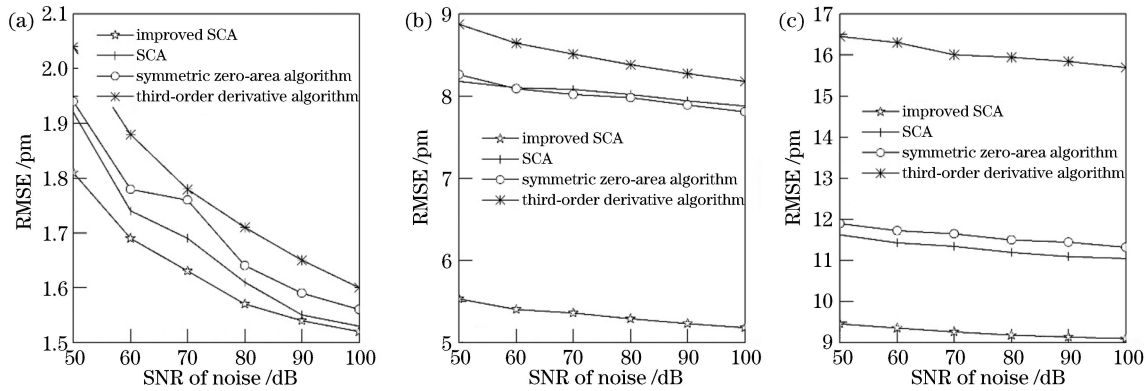 (a)
2.1
2.0
1.9
1.8
1.7
1.6
1.5
RMSE /pm
improved SCA
SCA
symmetric zero-area algorithm
third-order derivative algorithm
50 60 70 80 90 100
SNR of noise /dB
(b)
9
8
7
6
5
RMSE /pm
improved SCA
SCA
symmetric zero-area algorithm
third-order derivative algorithm
50 60 70 80 90 100
SNR of noise /dB
(c)
17
16
15
14
13
12
11
10
9
RMSE /pm
improved SCA
SCA
symmetric zero-area algorithm
third-order derivative algorithm
50 60 70 80 90 100
SNR of noise /dB